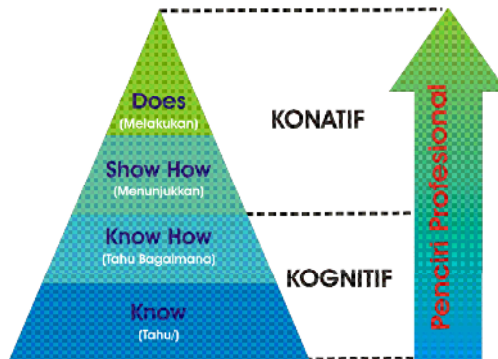 Does
(Melakukan)
KONATIF
Show How
(Menunjukkan)
Know How
(Tahu Bagaimana)
KOGNITIF
Know
(Tahu/)
Penciri Profesional